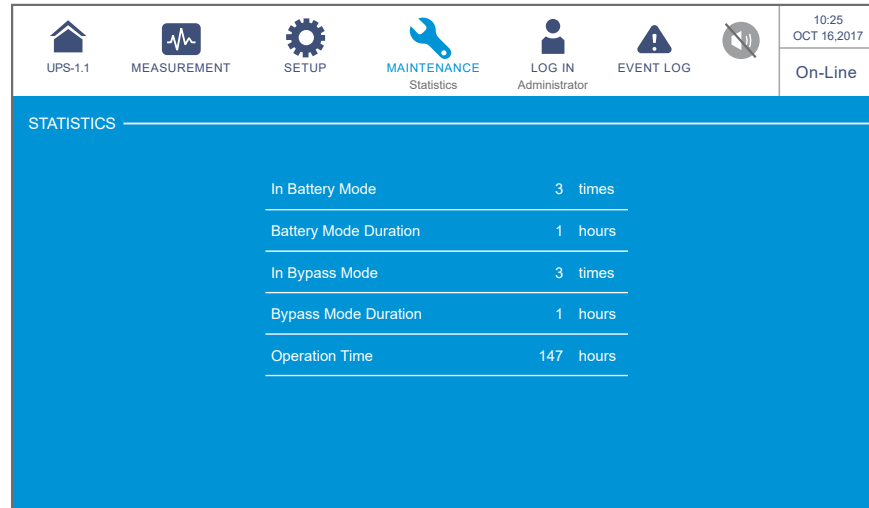 10:25
OCT 16,2017
UPS-1.1 MEASUREMENT SETUP MAINTENANCE LOG IN EVENT LOG
Statistics Administrator
On-Line
STATISTICS
In Battery Mode 3 times
Battery Mode Duration 1 hours
In Bypass Mode 3 times
Bypass Mode Duration 1 hours
Operation Time 147 hours